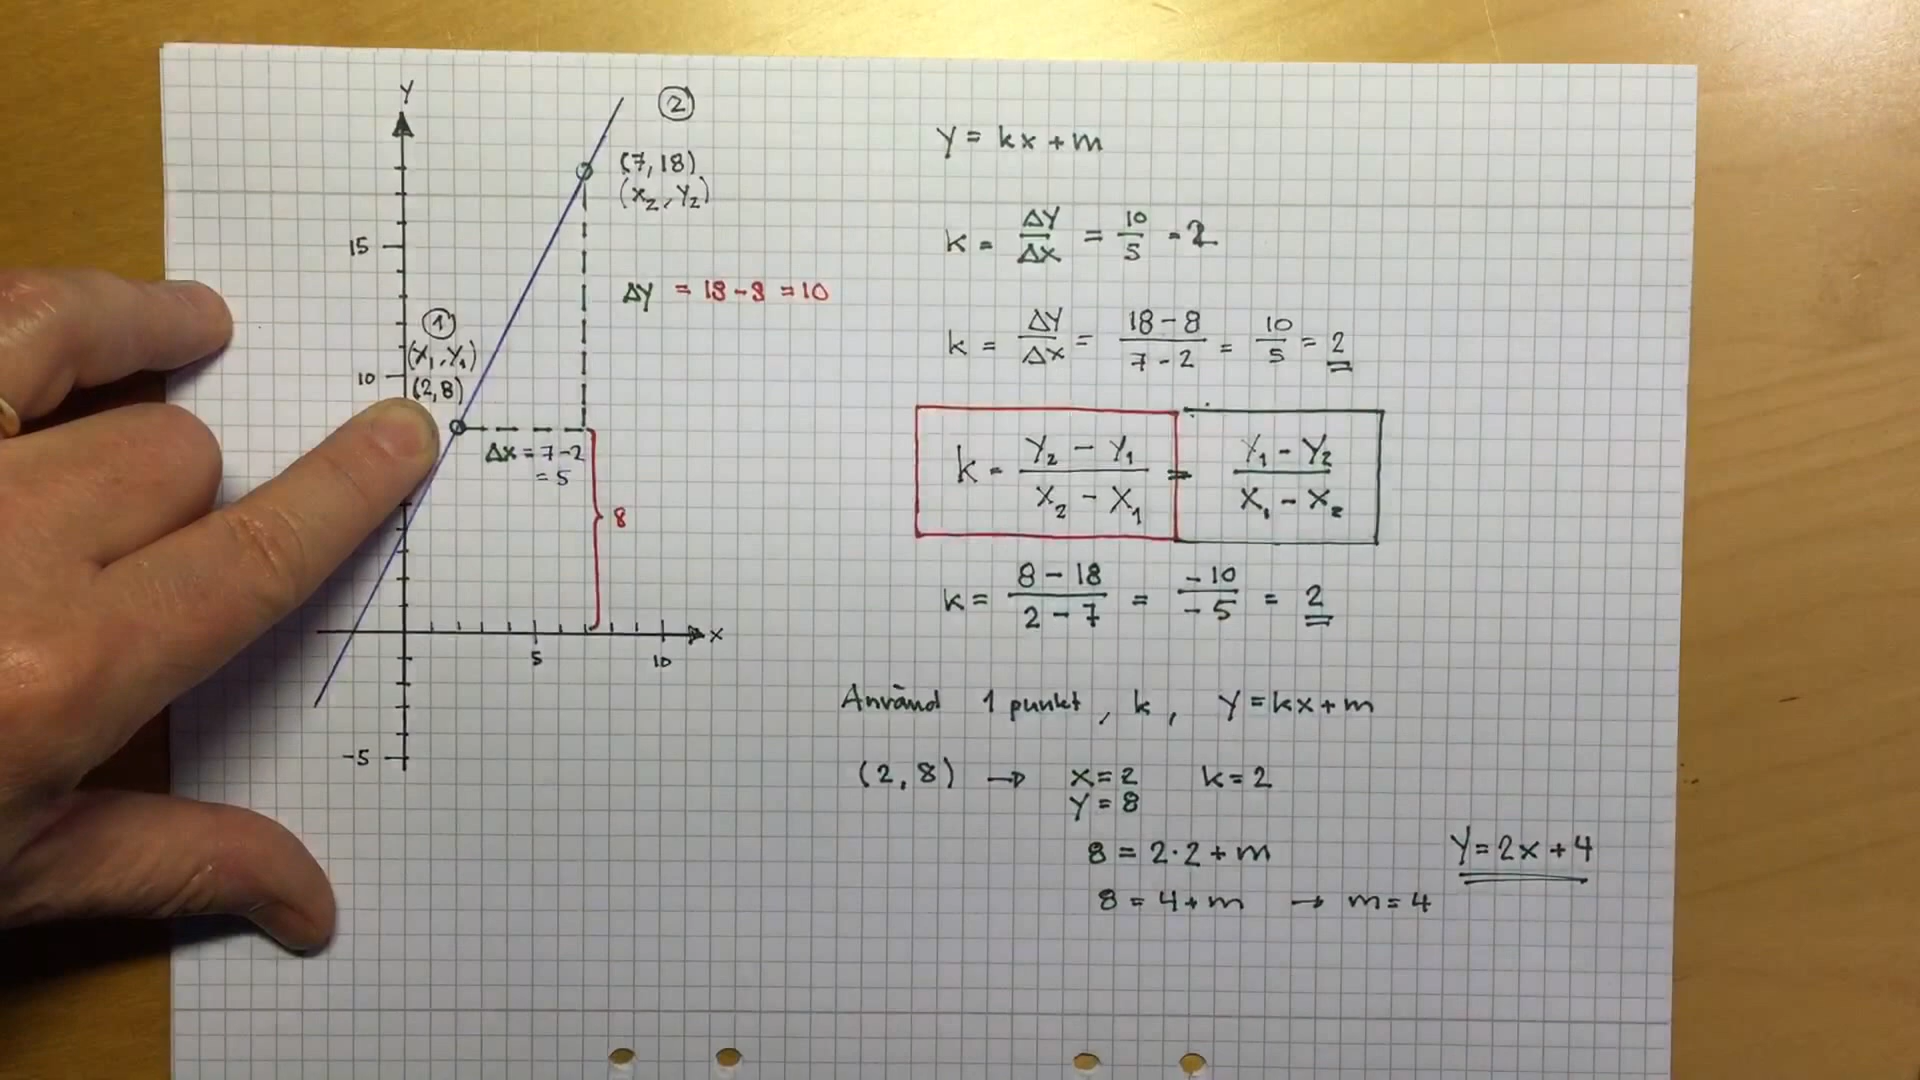 Y
②
(7,18)
(x₂, y₂)
15
ΔY = 18 - 8 = 10
①
(x₁, y₁)
10
(2,8)
Δx = 7-2
= 5
8
x
5
10
-5
y = kx + m
k = ΔY/ΔX = 10/5 = 2
k = ΔY/ΔX = (18 - 8)/(7 - 2) = 10/5 = 2
k = (Y₂ - Y₁)/(X₂ - X₁) = (Y₁ - Y₂)/(X₁ - X₂)
k = (8 - 18)/(2 - 7) = -10/-5 = 2
Använd 1 punkt, k, y = kx + m
(2,8) → x = 2 k = 2
y = 8
8 = 2·2 + m
y = 2x + 4
8 = 4 + m → m = 4